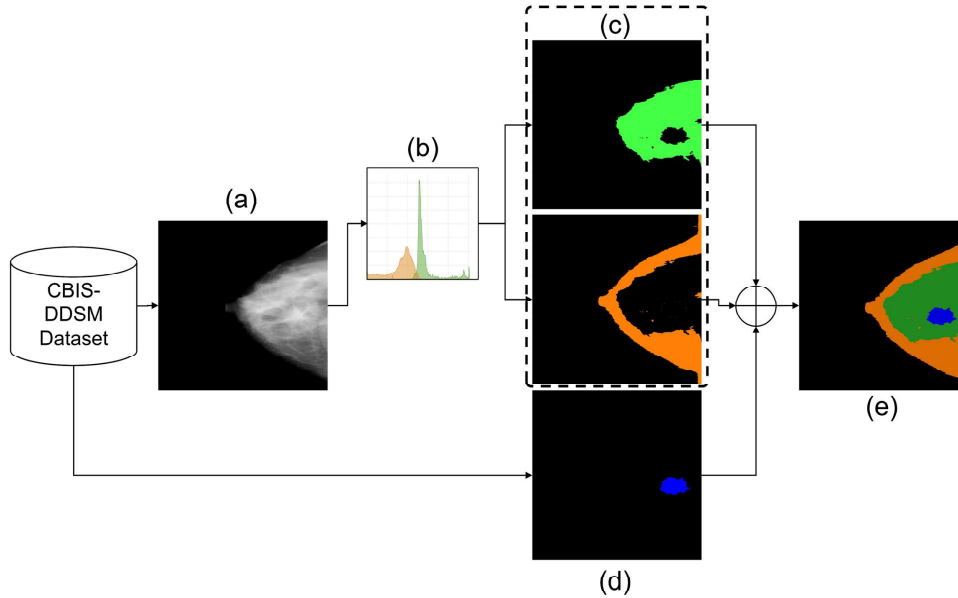 (c)
(b)
(a)
CBIS-
DDSM
Dataset
(e)
(d)